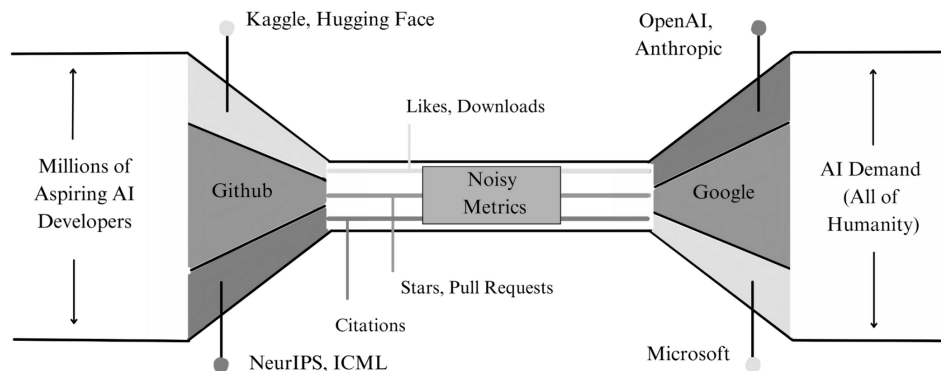 Kaggle, Hugging Face
OpenAI,
Anthropic
Likes, Downloads
Millions of
Aspiring AI
Developers
Github
Noisy
Metrics
Google
AI Demand
(All of
Humanity)
Stars, Pull Requests
Citations
NeurIPS, ICML
Microsoft